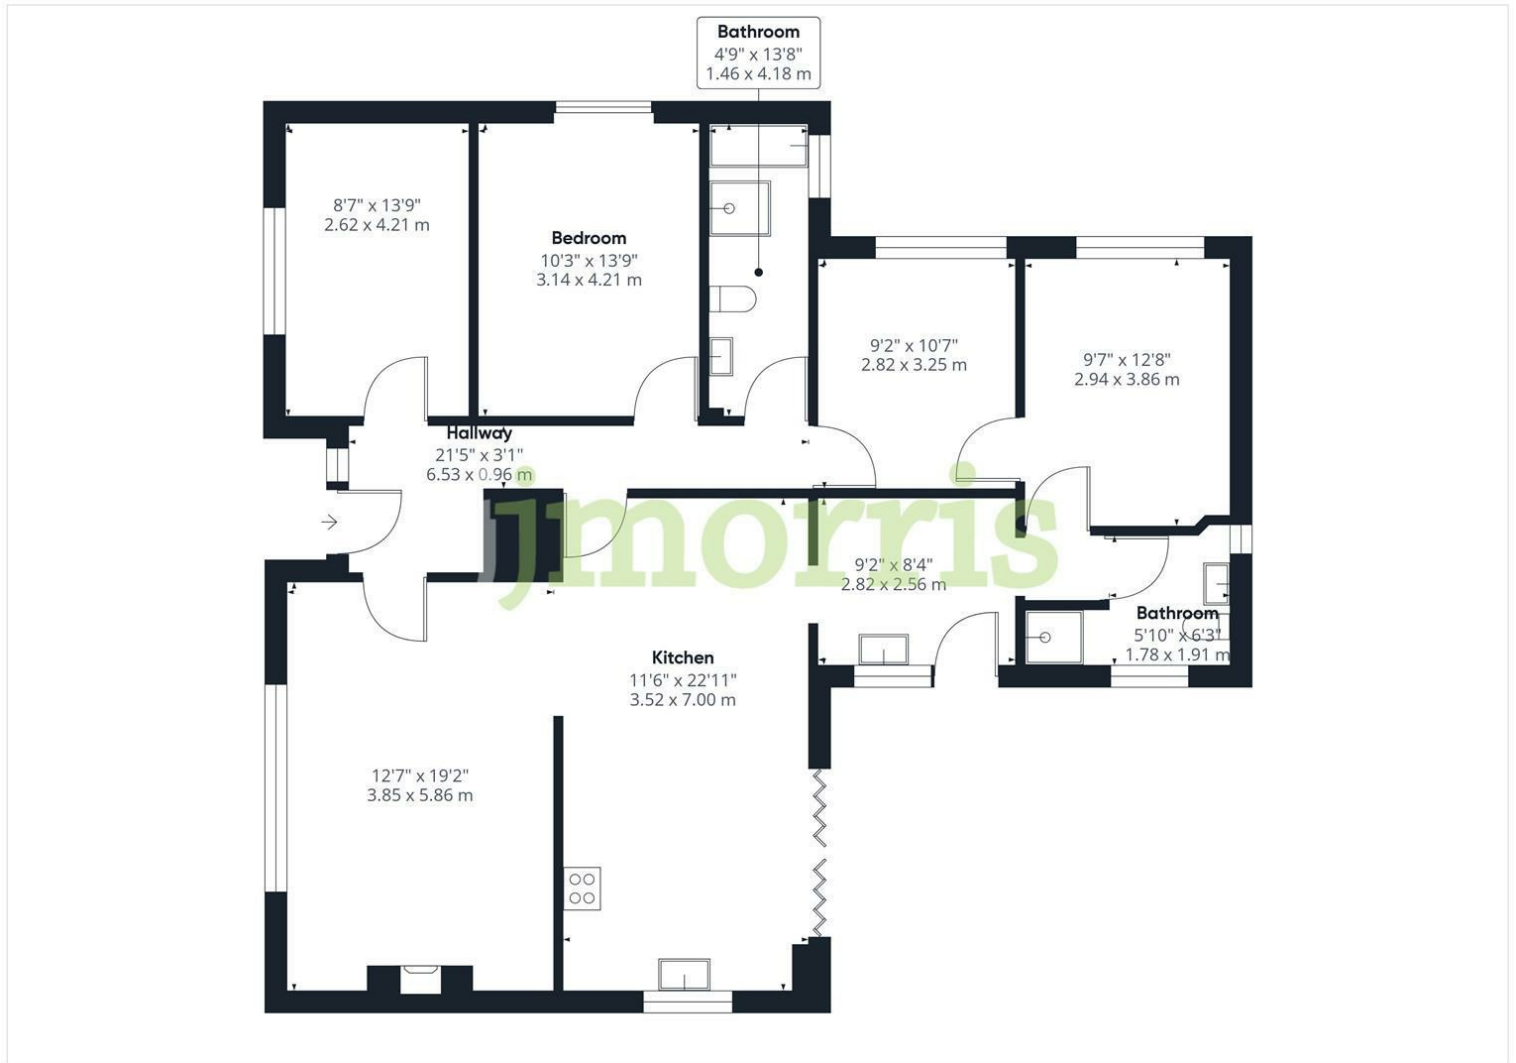 Bathroom
4'9" x 13'8"
1.46 x 4.18 m
8'7" x 13'9"
2.62 x 4.21 m
Bedroom
10'3" x 13'9"
3.14 x 4.21 m
9'2" x 10'7"
2.82 x 3.25 m
9'7" x 12'8"
2.94 x 3.86 m
Hallway
21'5" x 3'1"
6.53 x 0.96 m
jjmorris
9'2" x 8'4"
2.82 x 2.56 m
Bathroom
5'10" x 6'3"
1.78 x 1.91 m
Kitchen
11'6" x 22'11"
3.52 x 7.00 m
12'7" x 19'2"
3.85 x 5.86 m